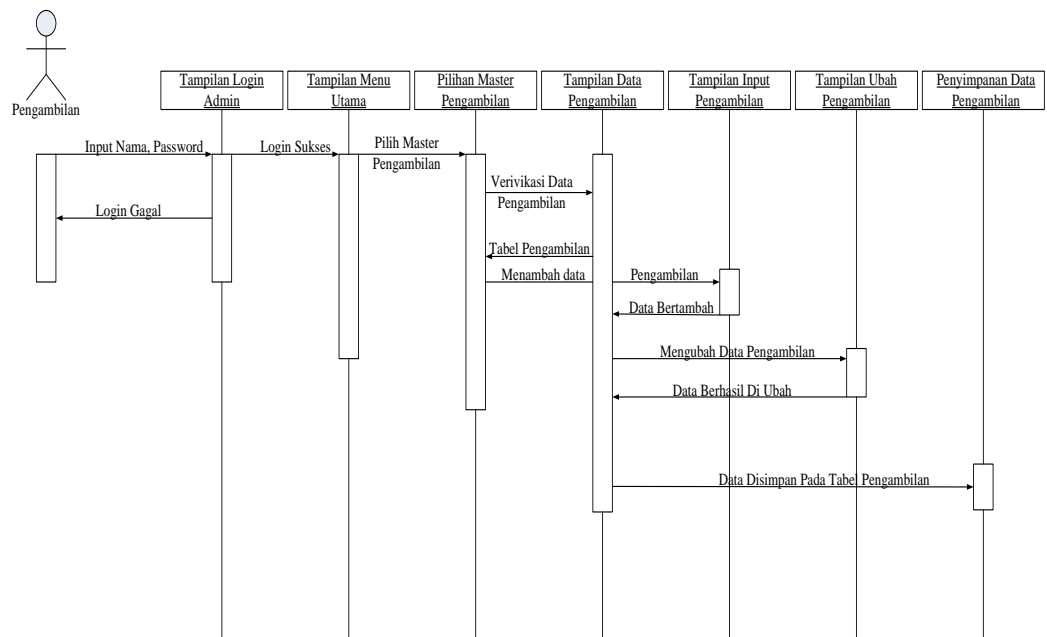 Pengambilan
Tampilan Login
Admin
Tampilan Menu
Utama
Pilihan Master
Pengambilan
Tampilan Data
Pengambilan
Tampilan Input
Pengambilan
Tampilan Ubah
Pengambilan
Penyimpanan Data
Pengambilan
Input Nama, Password
Login Sukses
Pilih Master
Pengambilan
Verivikasi Data
Pengambilan
Login Gagal
Tabel Pengambilan
Menambah data
Pengambilan
Data Bertambah
Mengubah Data Pengambilan
Data Berhasil Di Ubah
Data Disimpan Pada Tabel Pengambilan